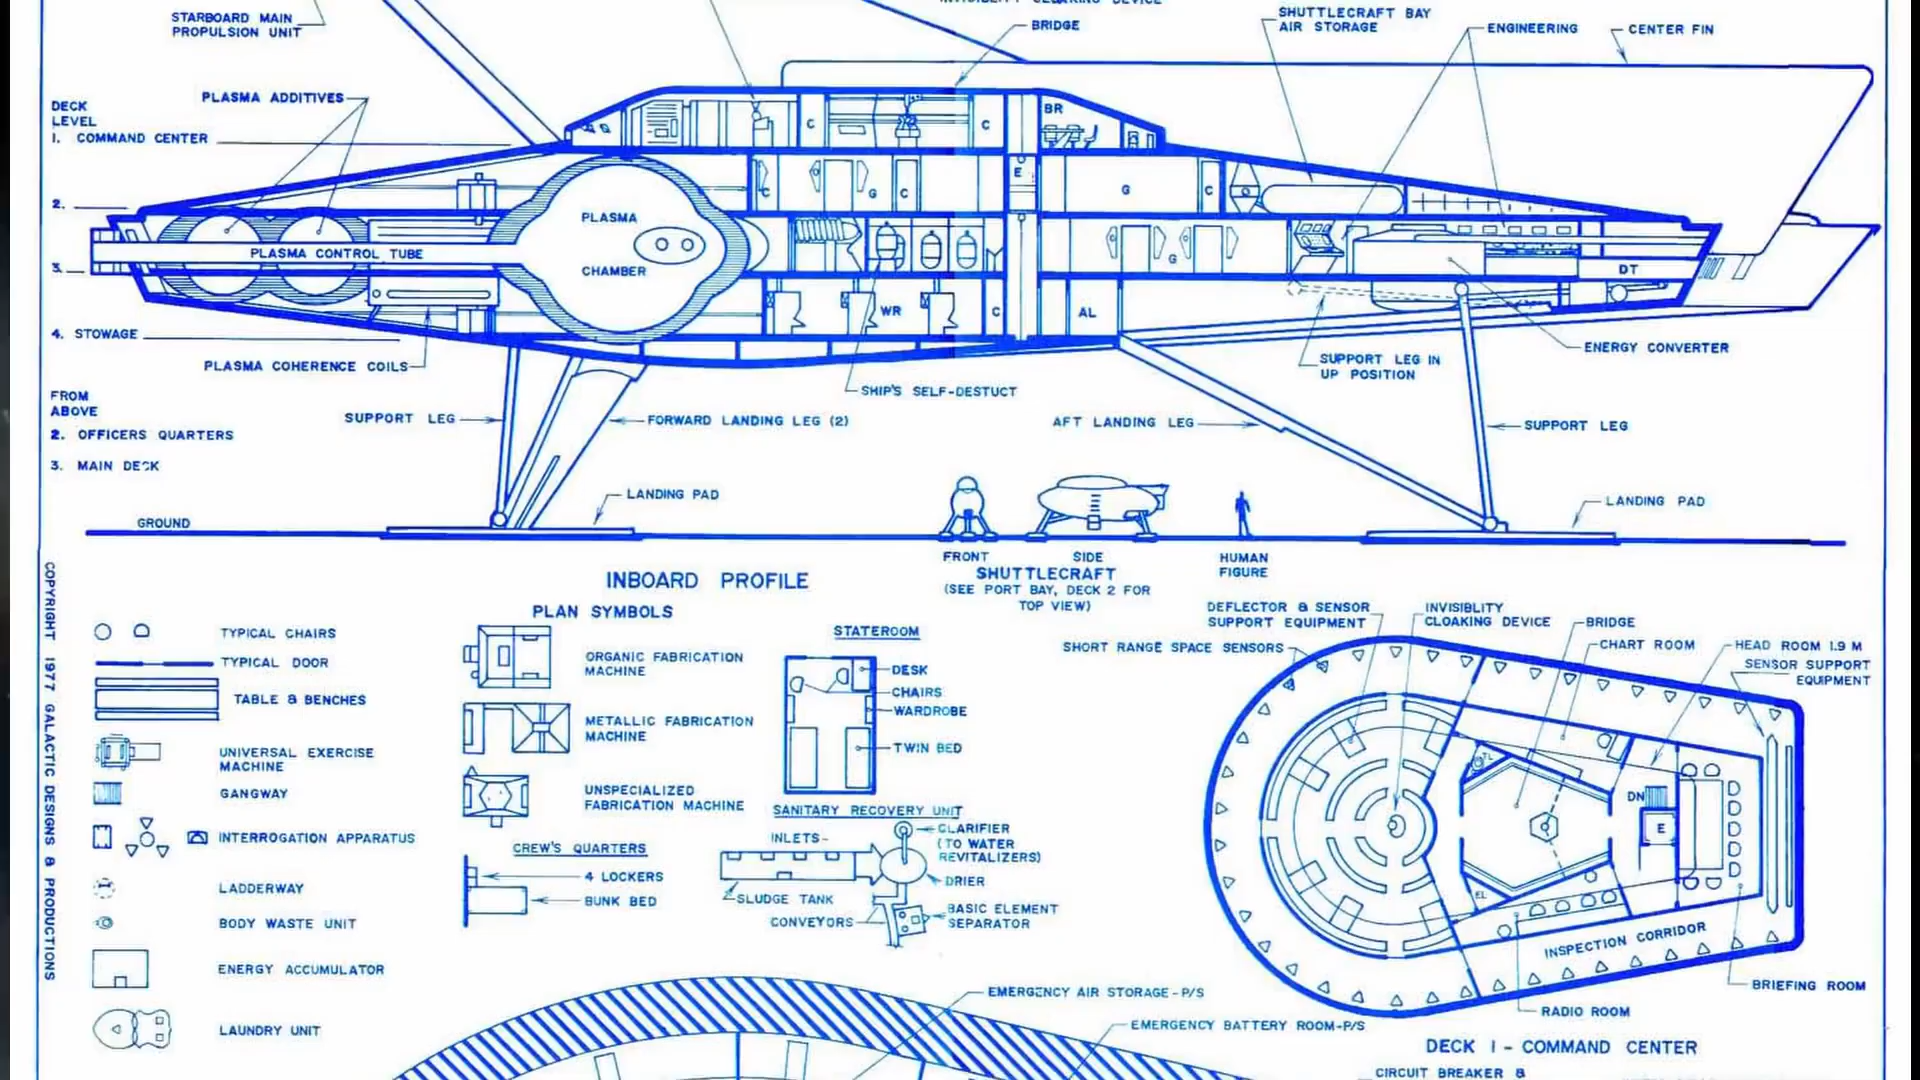 STARBOARD MAIN
PROPULSION UNIT
INVISIBILITY CLOAKING DEVICE
BRIDGE
SHUTTLECRAFT BAY
AIR STORAGE
ENGINEERING
CENTER FIN
PLASMA ADDITIVES
DECK
LEVEL
1. COMMAND CENTER
2.
3.
4. STOWAGE
C
C
BR
E
C
G
C
G
C
PLASMA
CHAMBER
PLASMA CONTROL TUBE
G
DT
WR
C
AL
PLASMA COHERENCE COILS
SHIP'S SELF-DESTUCT
SUPPORT LEG IN
UP POSITION
ENERGY CONVERTER
FROM
ABOVE
2. OFFICERS QUARTERS
3. MAIN DECK
SUPPORT LEG
FORWARD LANDING LEG (2)
AFT LANDING LEG
SUPPORT LEG
LANDING PAD
LANDING PAD
GROUND
FRONT
SIDE
HUMAN
FIGURE
SHUTTLECRAFT
(SEE PORT BAY, DECK 2 FOR
TOP VIEW)
INBOARD PROFILE
COPYRIGHT 1977 GALACTIC DESIGNS & PRODUCTIONS
PLAN SYMBOLS
TYPICAL CHAIRS
TYPICAL DOOR
TABLE & BENCHES
UNIVERSAL EXERCISE
MACHINE
GANGWAY
INTERROGATION APPARATUS
LADDERWAY
BODY WASTE UNIT
ENERGY ACCUMULATOR
LAUNDRY UNIT
ORGANIC FABRICATION
MACHINE
METALLIC FABRICATION
MACHINE
UNSPECIALIZED
FABRICATION MACHINE
CREW'S QUARTERS
4 LOCKERS
BUNK BED
STATEROOM
DESK
CHAIRS
WARDROBE
TWIN BED
SANITARY RECOVERY UNIT
INLETS-
CLARIFIER
(TO WATER
REVITALIZERS)
DRIER
SLUDGE TANK
CONVEYORS
BASIC ELEMENT
SEPARATOR
DEFLECTOR & SENSOR
SUPPORT EQUIPMENT
SHORT RANGE SPACE SENSORS
INVISIBLITY
CLOAKING DEVICE
BRIDGE
CHART ROOM
HEAD ROOM 1.9 M
SENSOR SUPPORT
EQUIPMENT
TL
DN
E
EL
INSPECTION CORRIDOR
BRIEFING ROOM
RADIO ROOM
DECK 1 - COMMAND CENTER
EMERGENCY AIR STORAGE-P/S
EMERGENCY BATTERY ROOM-P/S
CIRCUIT BREAKER &